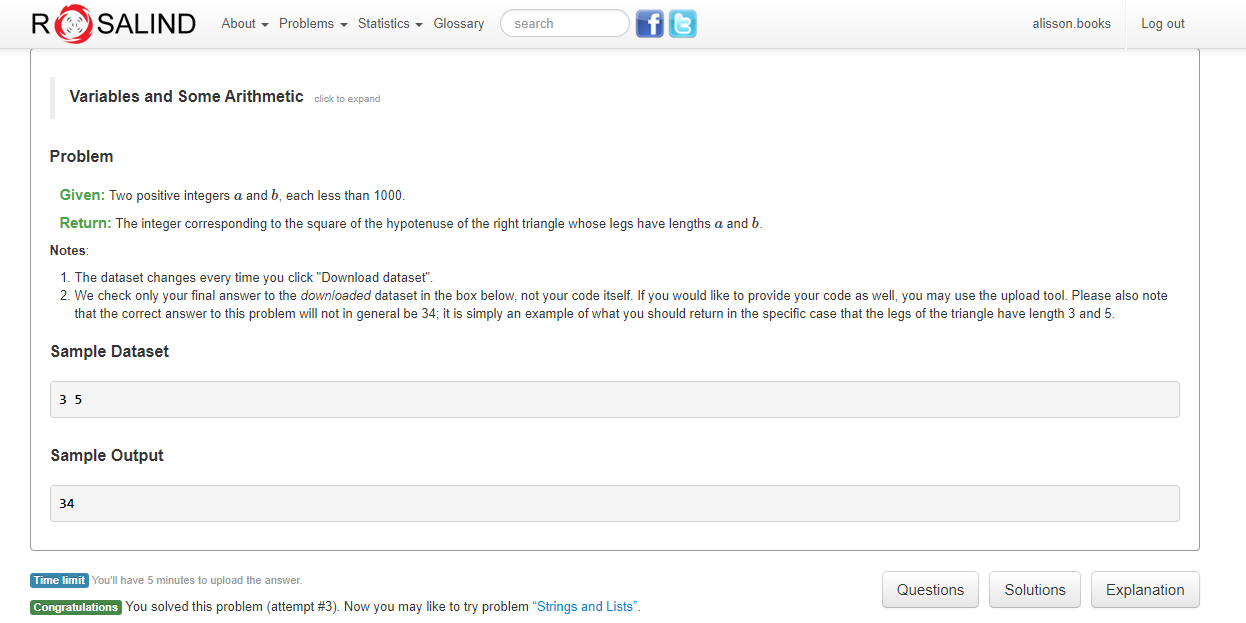 ROSALIND About Problems Statistics Glossary search alisson.books Log out
Variables and Some Arithmetic click to expand
Problem
Given: Two positive integers a and b, each less than 1000.
Return: The integer corresponding to the square of the hypotenuse of the right triangle whose legs have lengths a and b.
Notes:
1. The dataset changes every time you click "Download dataset".
2. We check only your final answer to the downloaded dataset in the box below, not your code itself. If you would like to provide your code as well, you may use the upload tool. Please also note
that the correct answer to this problem will not in general be 34; it is simply an example of what you should return in the specific case that the legs of the triangle have length 3 and 5.
Sample Dataset
3 5
Sample Output
34
Time limit You'll have 5 minutes to upload the answer.
Questions Solutions Explanation
Congratulations You solved this problem (attempt #3). Now you may like to try problem “Strings and Lists”.